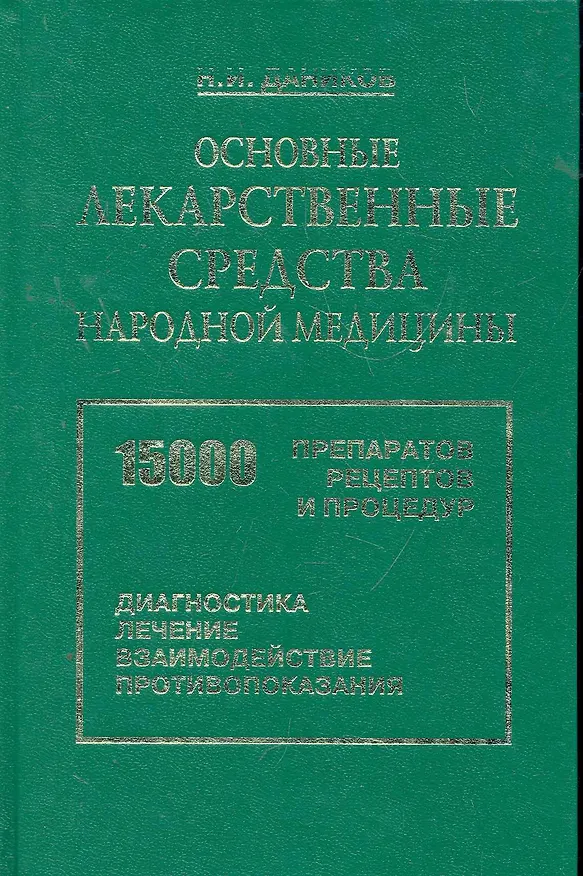 Н.И. ДАНИКОВ
ОСНОВНЫЕ
ЛЕКАРСТВЕННЫЕ
СРЕДСТВА
НАРОДНОЙ МЕДИЦИНЫ
15000
ПРЕПАРАТОВ
РЕЦЕПТОВ
И ПРОЦЕДУР
ДИАГНОСТИКА
ЛЕЧЕНИЕ
ВЗАИМОДЕЙСТВИЕ
ПРОТИВОПОКАЗАНИЯ